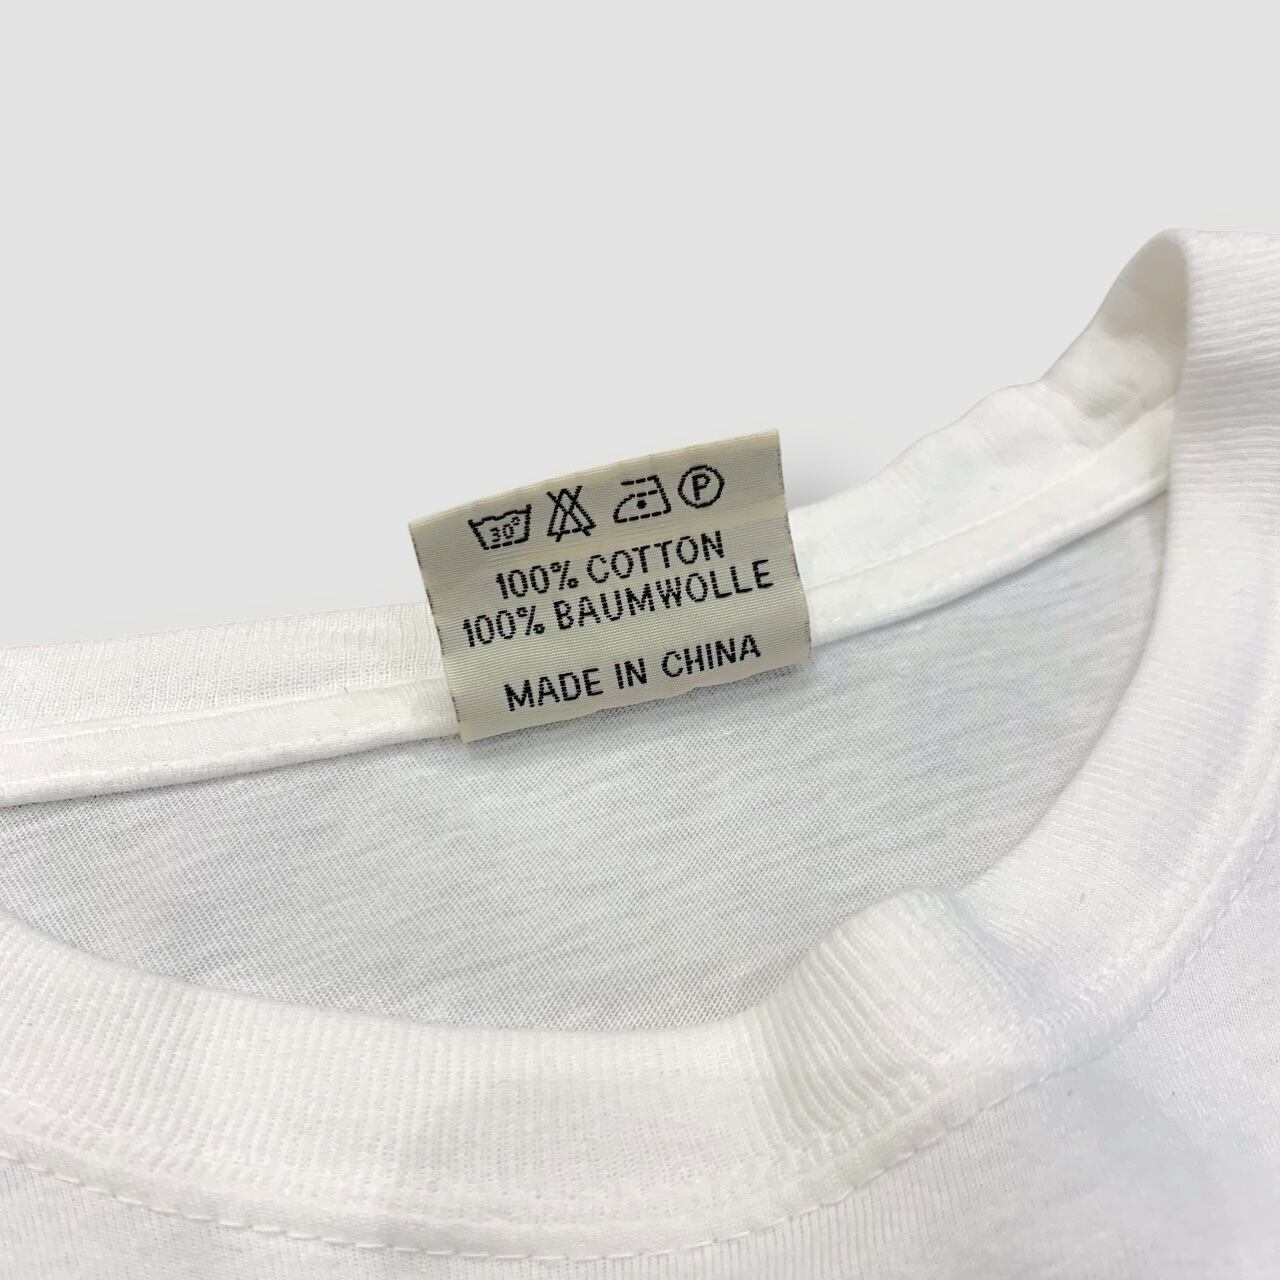 30° P
100% COTTON
100% BAUMWOLLE
MADE IN CHINA